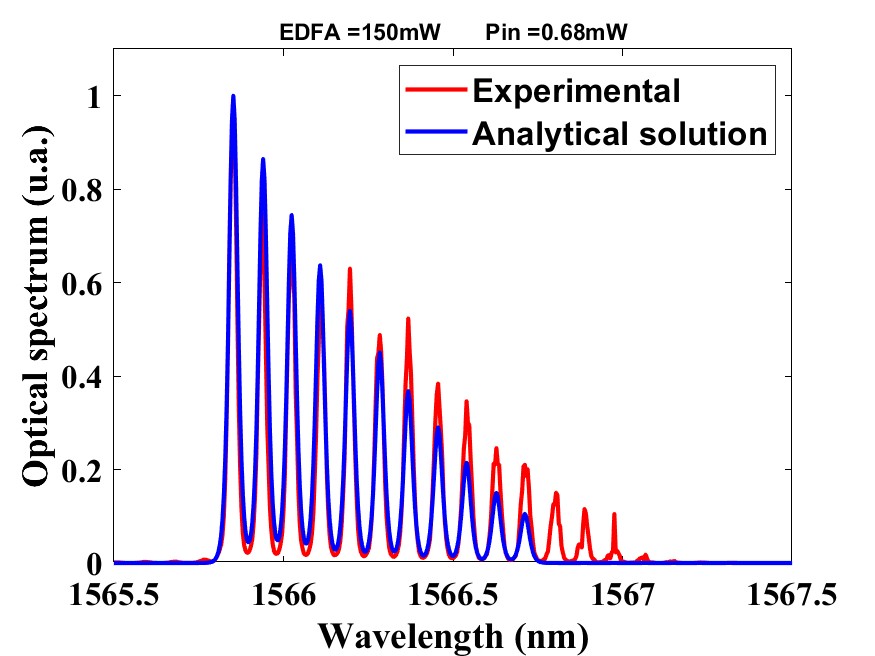 EDFA =150mW Pin =0.68mW
Experimental
Analytical solution
Optical spectrum (u.a.)
1
0.8
0.6
0.4
0.2
0
1565.5 1566 1566.5 1567 1567.5
Wavelength (nm)